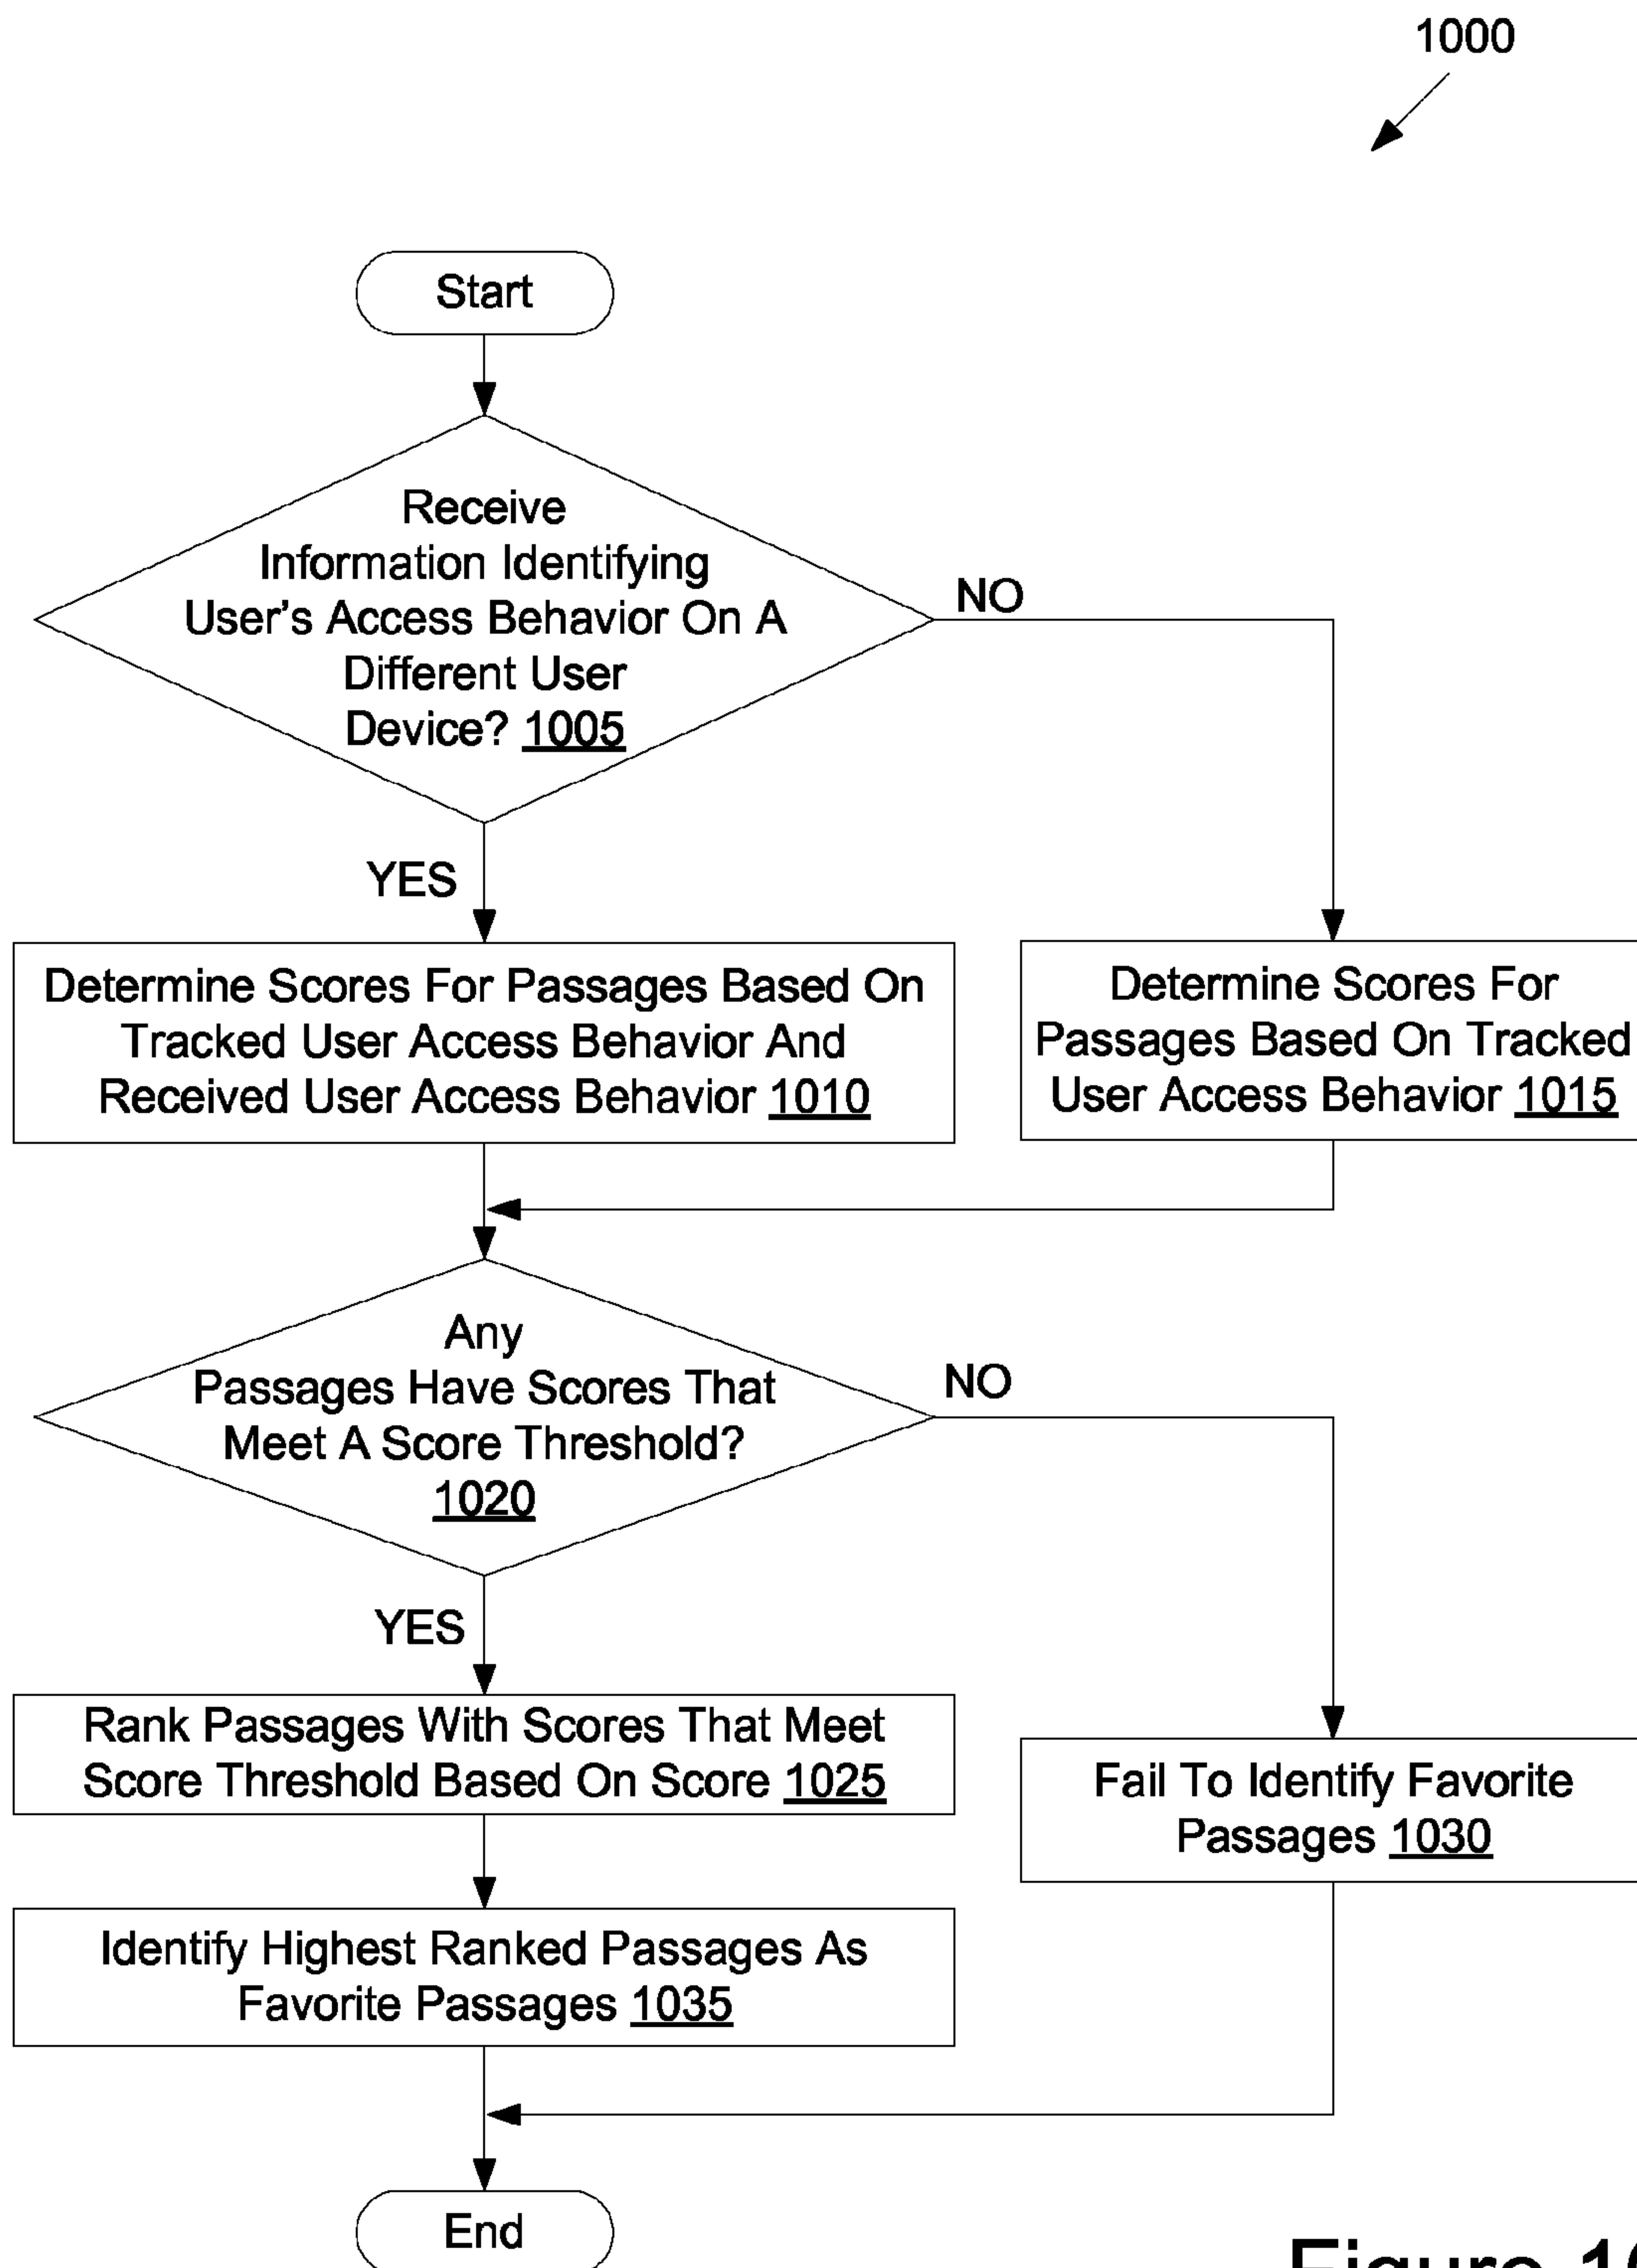 1000
Start
Receive
Information Identifying
User's Access Behavior On A
Different User
Device? 1005
NO
YES
Determine Scores For Passages Based On
Tracked User Access Behavior And
Received User Access Behavior 1010
Determine Scores For
Passages Based On Tracked
User Access Behavior 1015
Any
Passages Have Scores That
Meet A Score Threshold?
1020
NO
YES
Rank Passages With Scores That Meet
Score Threshold Based On Score 1025
Fail To Identify Favorite
Passages 1030
Identify Highest Ranked Passages As
Favorite Passages 1035
End
Figure